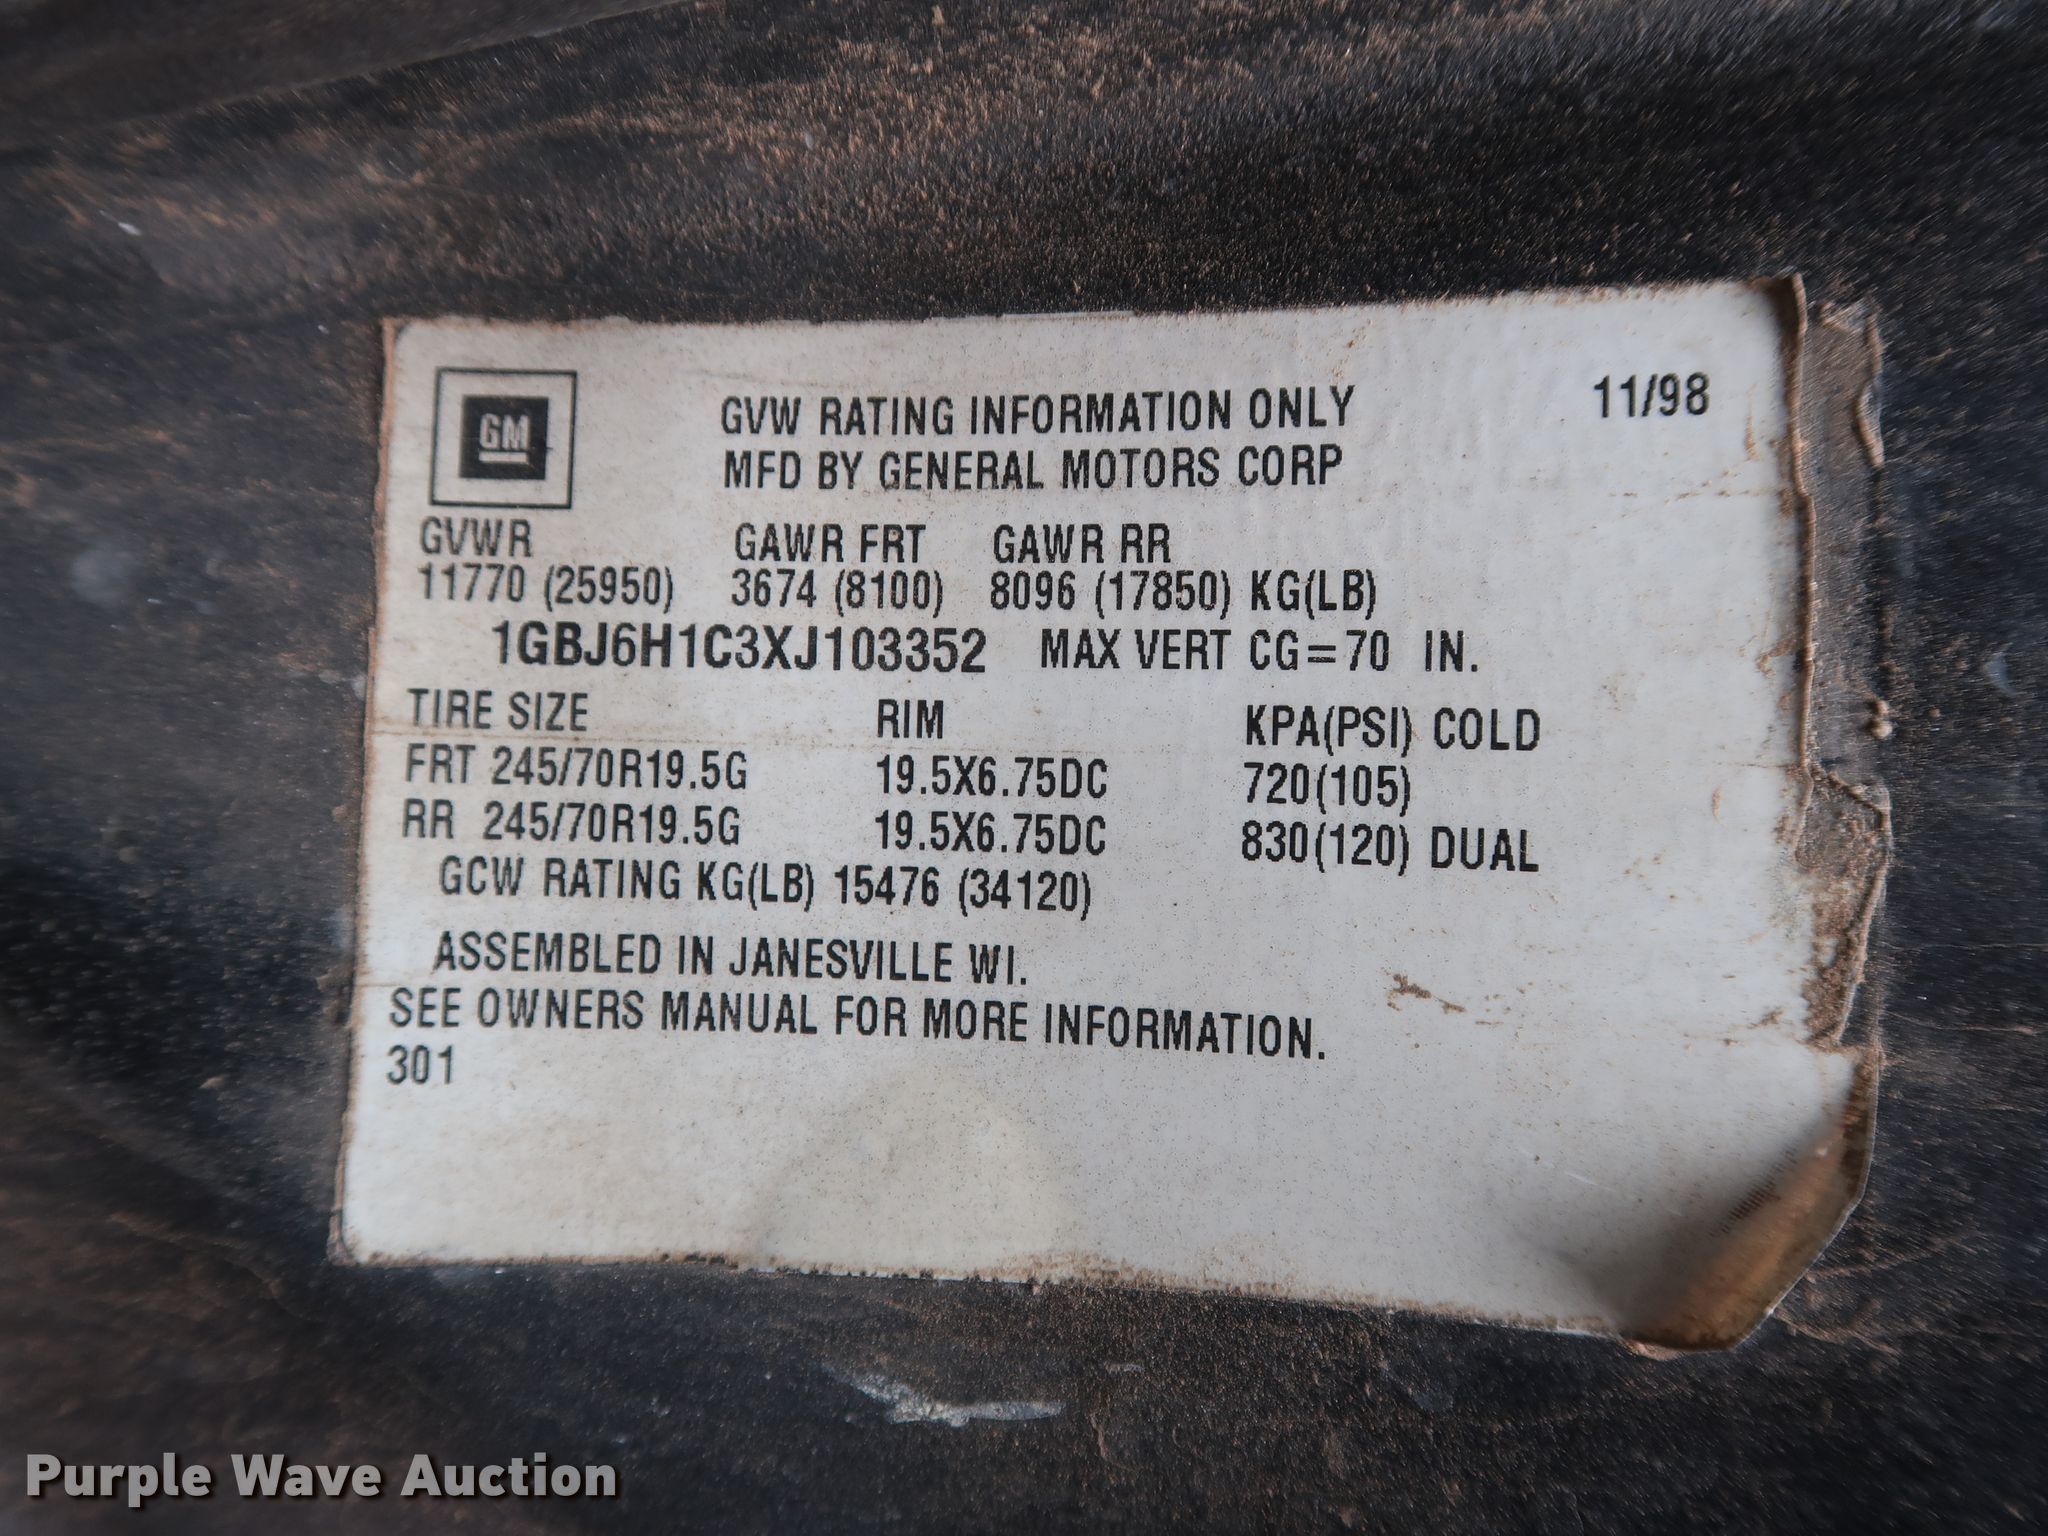 GM
GVW RATING INFORMATION ONLY 11/98
MFD BY GENERAL MOTORS CORP
GVWR GAWR FRT GAWR RR
11770 (25950) 3674 (8100) 8096 (17850) KG(LB)
1GBJ6H1C3XJ103352 MAX VERT CG=70 IN.
TIRE SIZE RIM KPA(PSI) COLD
FRT 245/70R19.5G 19.5X6.75DC 720(105)
RR 245/70R19.5G 19.5X6.75DC 830(120) DUAL
GCW RATING KG(LB) 15476 (34120)
ASSEMBLED IN JANESVILLE WI.
SEE OWNERS MANUAL FOR MORE INFORMATION.
301
Purple Wave Auction